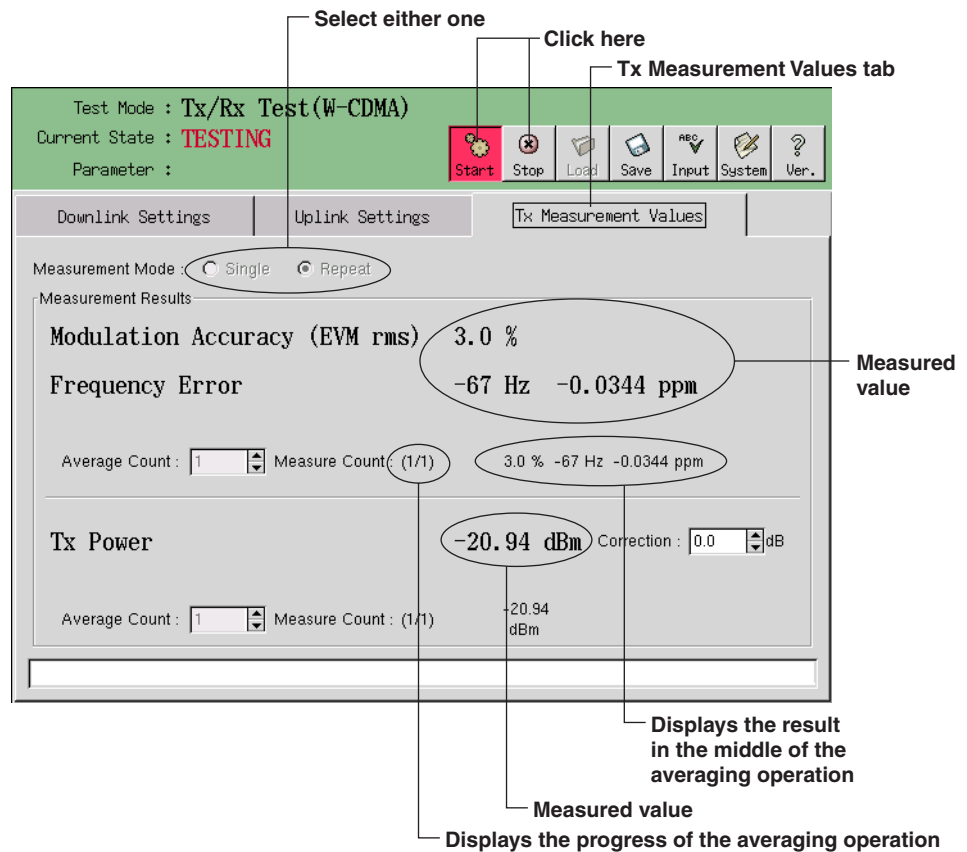 Select either one
Click here
Tx Measurement Values tab
Test Mode : Tx/Rx Test(W-CDMA)
Current State : TESTING
Parameter :
Start Stop Load Save ABC Input System ? Ver.
Downlink Settings Uplink Settings Tx Measurement Values
Measurement Mode : Single Repeat
Measurement Results
Modulation Accuracy (EVM rms) 3.0 %
Frequency Error -67 Hz -0.0344 ppm
Measured
value
Average Count : 1 Measure Count : (1/1) 3.0 % -67 Hz -0.0344 ppm
Tx Power -20.94 dBm Correction : 0.0 dB
Average Count : 1 Measure Count : (1/1) -20.94
dBm
Displays the result
in the middle of the
averaging operation
Measured value
Displays the progress of the averaging operation